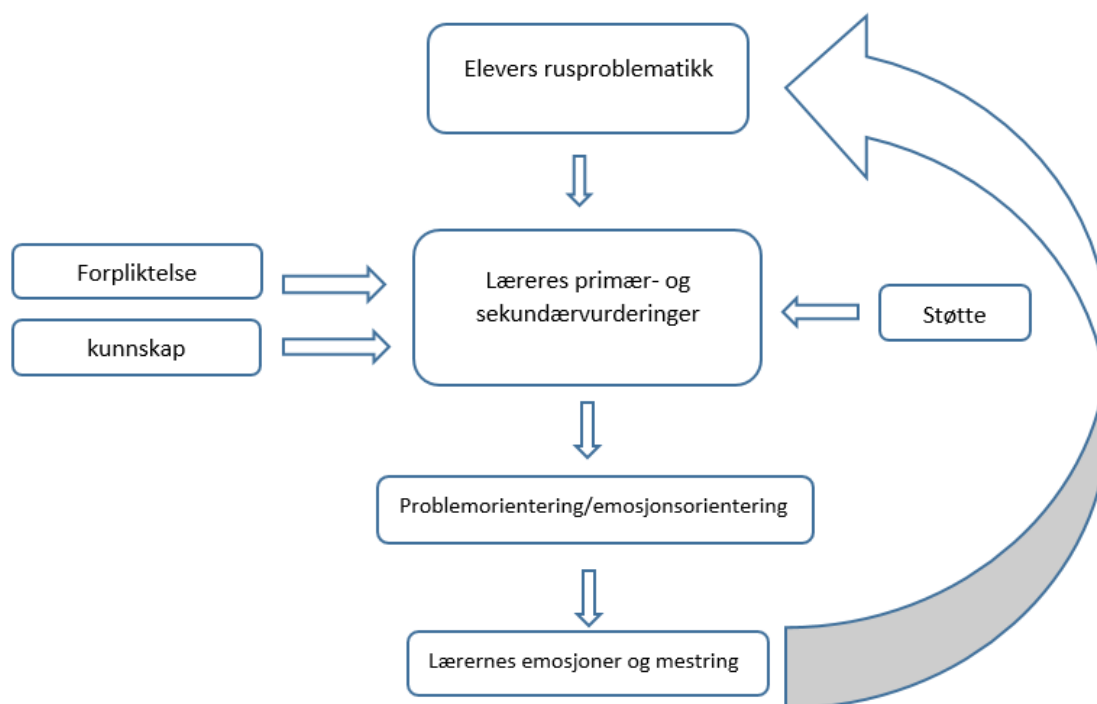 Elevers rusproblematikk
Forpliktelse
kunnskap
Læreres primær- og
sekundærvurderinger
Støtte
Problemorientering/emosjonsorientering
Lærernes emosjoner og mestring